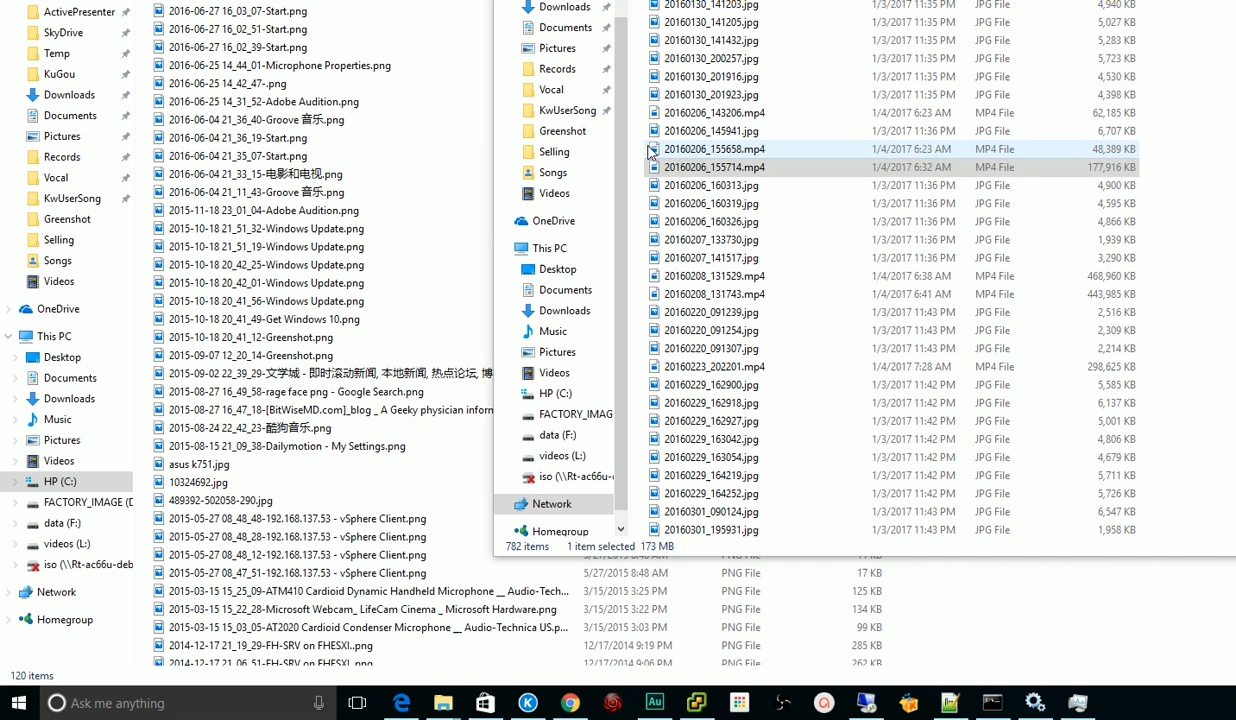 ActivePresenter
SkyDrive
Temp
KuGou
Downloads
Documents
Pictures
Records
Vocal
KwUserSong
Greenshot
Selling
Songs
Videos
OneDrive
This PC
Desktop
Documents
Downloads
Music
Pictures
Videos
HP (C:)
FACTORY_IMAGE (D
data (F:)
videos (L:)
iso (\\Rt-ac66u-deb
Network
Homegroup
120 items
2016-06-27 16_03_07-Start.png
2016-06-27 16_02_51-Start.png
2016-06-27 16_02_39-Start.png
2016-06-25 14_44_01-Microphone Properties.png
2016-06-25 14_42_47-.png
2016-06-25 14_31_52-Adobe Audition.png
2016-06-04 21_36_40-Groove 音乐.png
2016-06-04 21_36_19-Start.png
2016-06-04 21_35_07-Start.png
2016-06-04 21_33_15-电影和电视.png
2016-06-04 21_11_43-Groove 音乐.png
2015-11-18 23_01_04-Adobe Audition.png
2015-10-18 21_51_32-Windows Update.png
2015-10-18 21_51_19-Windows Update.png
2015-10-18 20_42_25-Windows Update.png
2015-10-18 20_42_01-Windows Update.png
2015-10-18 20_41_56-Windows Update.png
2015-10-18 20_41_49-Get Windows 10.png
2015-10-18 20_41_12-Greenshot.png
2015-09-07 12_20_14-Greenshot.png
2015-09-02 22_39_29-文学城 - 即时滚动新闻, 本地新闻, 热点论坛, 博
2015-08-27 16_49_58-rage face png - Google Search.png
2015-08-27 16_47_18-[BitWiseMD.com]_blog _ A Geeky physician inforn
2015-08-24 22_42_23-酷狗音乐.png
2015-08-15 21_09_38-Dailymotion - My Settings.png
asus k751.jpg
10324692.jpg
489392-502058-290.jpg
2015-05-27 08_48_48-192.168.137.53 - vSphere Client.png
2015-05-27 08_48_28-192.168.137.53 - vSphere Client.png
2015-05-27 08_48_12-192.168.137.53 - vSphere Client.png
2015-05-27 08_47_51-192.168.137.53 - vSphere Client.png 5/27/2015 8:48 AM PNG File 17 KB
2015-03-15 15_25_09-ATM410 Cardioid Dynamic Handheld Microphone __ Audio-Tech... 3/15/2015 3:25 PM PNG File 125 KB
2015-03-15 15_22_28-Microsoft Webcam_ LifeCam Cinema _ Microsoft Hardware.png 3/15/2015 3:22 PM PNG File 134 KB
2015-03-15 15_03_05-AT2020 Cardioid Condenser Microphone __ Audio-Technica US.p... 3/15/2015 3:03 PM PNG File 99 KB
2014-12-17 21_19_29-FH-SRV on FHESXI..png 12/17/2014 9:19 PM PNG File 285 KB
2014-12-17 21_06_51-FH-SRV on FHESXI..png 12/17/2014 9:06 PM PNG File 262 KB
Downloads
Documents
Pictures
Records
Vocal
KwUserSong
Greenshot
Selling
Songs
Videos
OneDrive
This PC
Desktop
Documents
Downloads
Music
Pictures
Videos
HP (C:)
FACTORY_IMAG
data (F:)
videos (L:)
iso (\\Rt-ac66u-
Network
Homegroup
20160130_141203.jpg 1/3/2017 11:35 PM JPG File 4,940 KB
20160130_141205.jpg 1/3/2017 11:35 PM JPG File 5,027 KB
20160130_141432.jpg 1/3/2017 11:35 PM JPG File 5,283 KB
20160130_200257.jpg 1/3/2017 11:35 PM JPG File 5,723 KB
20160130_201916.jpg 1/3/2017 11:35 PM JPG File 4,530 KB
20160130_201923.jpg 1/3/2017 11:35 PM JPG File 4,398 KB
20160206_143206.mp4 1/4/2017 6:23 AM MP4 File 62,185 KB
20160206_145941.jpg 1/3/2017 11:36 PM JPG File 6,707 KB
20160206_155658.mp4 1/4/2017 6:23 AM MP4 File 48,389 KB
20160206_155714.mp4 1/4/2017 6:32 AM MP4 File 177,916 KB
20160206_160313.jpg 1/3/2017 11:36 PM JPG File 4,900 KB
20160206_160319.jpg 1/3/2017 11:36 PM JPG File 4,595 KB
20160206_160326.jpg 1/3/2017 11:36 PM JPG File 4,866 KB
20160207_133730.jpg 1/3/2017 11:36 PM JPG File 1,939 KB
20160207_141517.jpg 1/3/2017 11:36 PM JPG File 3,290 KB
20160208_131529.mp4 1/4/2017 6:38 AM MP4 File 468,960 KB
20160208_131743.mp4 1/4/2017 6:41 AM MP4 File 443,985 KB
20160220_091239.jpg 1/3/2017 11:43 PM JPG File 2,516 KB
20160220_091254.jpg 1/3/2017 11:43 PM JPG File 2,309 KB
20160220_091307.jpg 1/3/2017 11:43 PM JPG File 2,214 KB
20160223_202201.mp4 1/4/2017 7:28 AM MP4 File 298,625 KB
20160229_162900.jpg 1/3/2017 11:42 PM JPG File 5,585 KB
20160229_162918.jpg 1/3/2017 11:42 PM JPG File 6,137 KB
20160229_162927.jpg 1/3/2017 11:42 PM JPG File 5,001 KB
20160229_163042.jpg 1/3/2017 11:42 PM JPG File 4,806 KB
20160229_163054.jpg 1/3/2017 11:42 PM JPG File 4,679 KB
20160229_164219.jpg 1/3/2017 11:42 PM JPG File 5,711 KB
20160229_164252.jpg 1/3/2017 11:42 PM JPG File 5,726 KB
20160301_090124.jpg 1/3/2017 11:43 PM JPG File 6,547 KB
20160301_195931.jpg 1/3/2017 11:43 PM JPG File 1,958 KB
782 items 1 item selected 173 MB
Ask me anything
Au